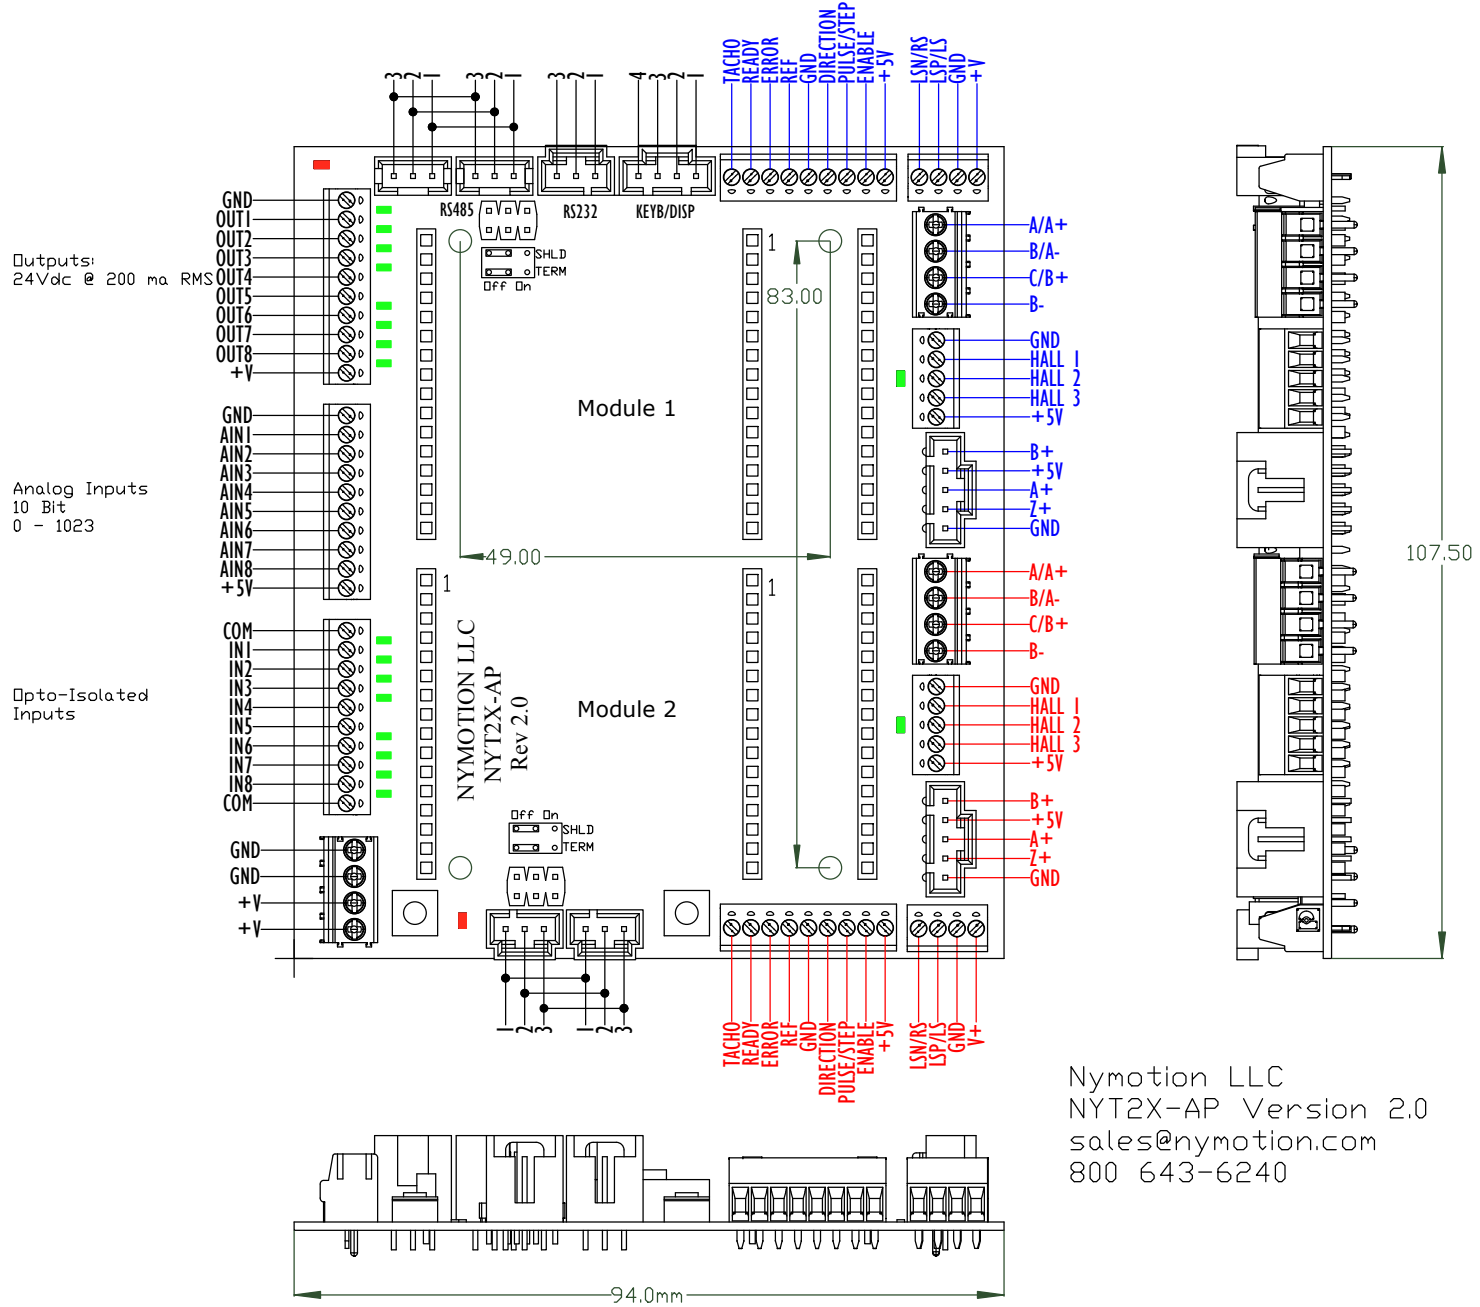 3
2
1
3
2
1
3
2
1
4
3
2
1
TACHO
READY
ERROR
REF
GND
DIRECTION
PULSE/STEP
ENABLE
+5V
LSN/RS
LSP/LS
GND
+V
RS485
RS232
KEYB/DISP
SHLD
TERM
Off On
Outputs:
24Vdc @ 200 ma RMS
GND
OUT1
OUT2
OUT3
OUT4
OUT5
OUT6
OUT7
OUT8
+V
Analog Inputs
10 Bit
0 - 1023
GND
AIN1
AIN2
AIN3
AIN4
AIN5
AIN6
AIN7
AIN8
+5V
Opto-Isolated
Inputs
COM
IN1
IN2
IN3
IN4
IN5
IN6
IN7
IN8
COM
GND
GND
+V
+V
1
83.00
Module 1
49.00
1
1
NYMOTION LLC
NYT2X-AP
Rev 2.0
Module 2
Off On
SHLD
TERM
A/A+
B/A-
C/B+
B-
GND
HALL 1
HALL 2
HALL 3
+5V
B+
+5V
A+
Z+
GND
A/A+
B/A-
C/B+
B-
GND
HALL 1
HALL 2
HALL 3
+5V
B+
+5V
A+
Z+
GND
107.50
1
2
3
1
2
3
TACHO
READY
ERROR
REF
GND
DIRECTION
PULSE/STEP
ENABLE
+5V
LSN/RS
LSP/LS
GND
V+
Nymotion LLC
NYT2X-AP Version 2.0
sales@nymotion.com
800 643-6240
94.0mm